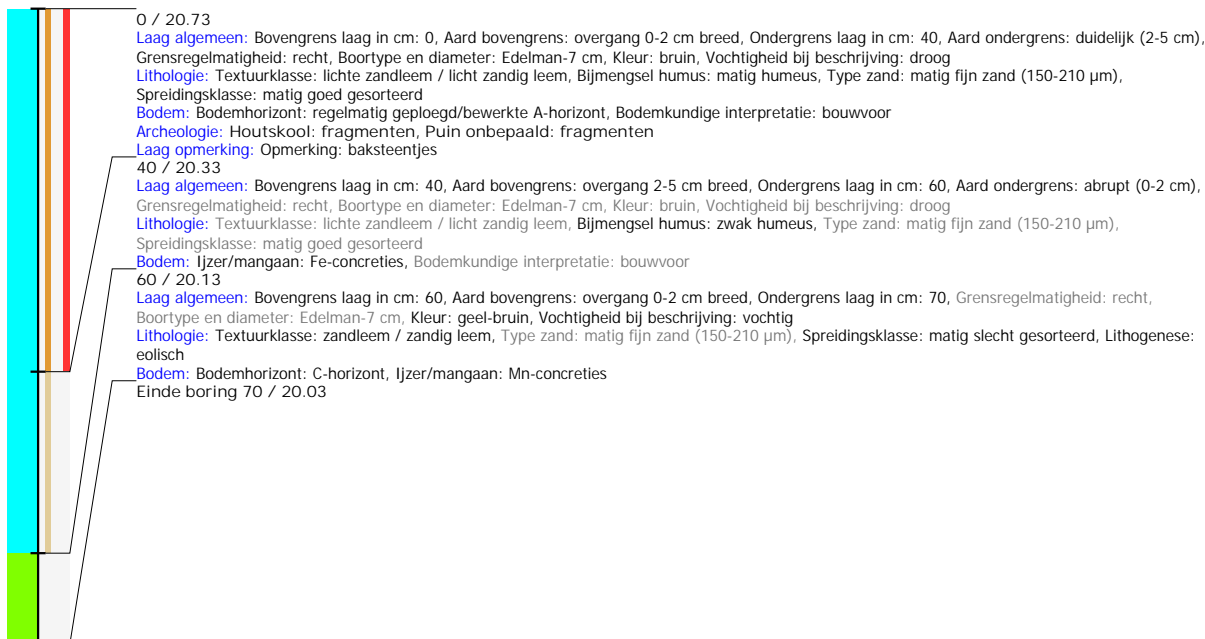 0 / 20.73
Laag algemeen: Bovengrens laag in cm: 0, Aard bovengrens: overgang 0-2 cm breed, Ondergrens laag in cm: 40, Aard ondergrens: duidelijk (2-5 cm),
Grensregelmatigheid: recht, Boortype en diameter: Edelman-7 cm, Kleur: bruin, Vochtigheid bij beschrijving: droog
Lithologie: Textuurklasse: lichte zandleem / licht zandig leem, Bijmengsel humus: matig humeus, Type zand: matig fijn zand (150-210 µm),
Spreidingsklasse: matig goed gesorteerd
Bodem: Bodemhorizont: regelmatig geploegd/bewerkte A-horizont, Bodemkundige interpretatie: bouwvoor
Archeologie: Houtskool: fragmenten, Puin onbepaald: fragmenten
Laag opmerking: Opmerking: baksteentjes
40 / 20.33
Laag algemeen: Bovengrens laag in cm: 40, Aard bovengrens: overgang 2-5 cm breed, Ondergrens laag in cm: 60, Aard ondergrens: abrupt (0-2 cm),
Grensregelmatigheid: recht, Boortype en diameter: Edelman-7 cm, Kleur: bruin, Vochtigheid bij beschrijving: droog
Lithologie: Textuurklasse: lichte zandleem / licht zandig leem, Bijmengsel humus: zwak humeus, Type zand: matig fijn zand (150-210 µm),
Spreidingsklasse: matig goed gesorteerd
Bodem: Ijzer/mangaan: Fe-concreties, Bodemkundige interpretatie: bouwvoor
60 / 20.13
Laag algemeen: Bovengrens laag in cm: 60, Aard bovengrens: overgang 0-2 cm breed, Ondergrens laag in cm: 70, Grensregelmatigheid: recht,
Boortype en diameter: Edelman-7 cm, Kleur: geel-bruin, Vochtigheid bij beschrijving: vochtig
Lithologie: Textuurklasse: zandleem / zandig leem, Type zand: matig fijn zand (150-210 µm), Spreidingsklasse: matig slecht gesorteerd, Lithogenese:
eolisch
Bodem: Bodemhorizont: C-horizont, Ijzer/mangaan: Mn-concreties
Einde boring 70 / 20.03